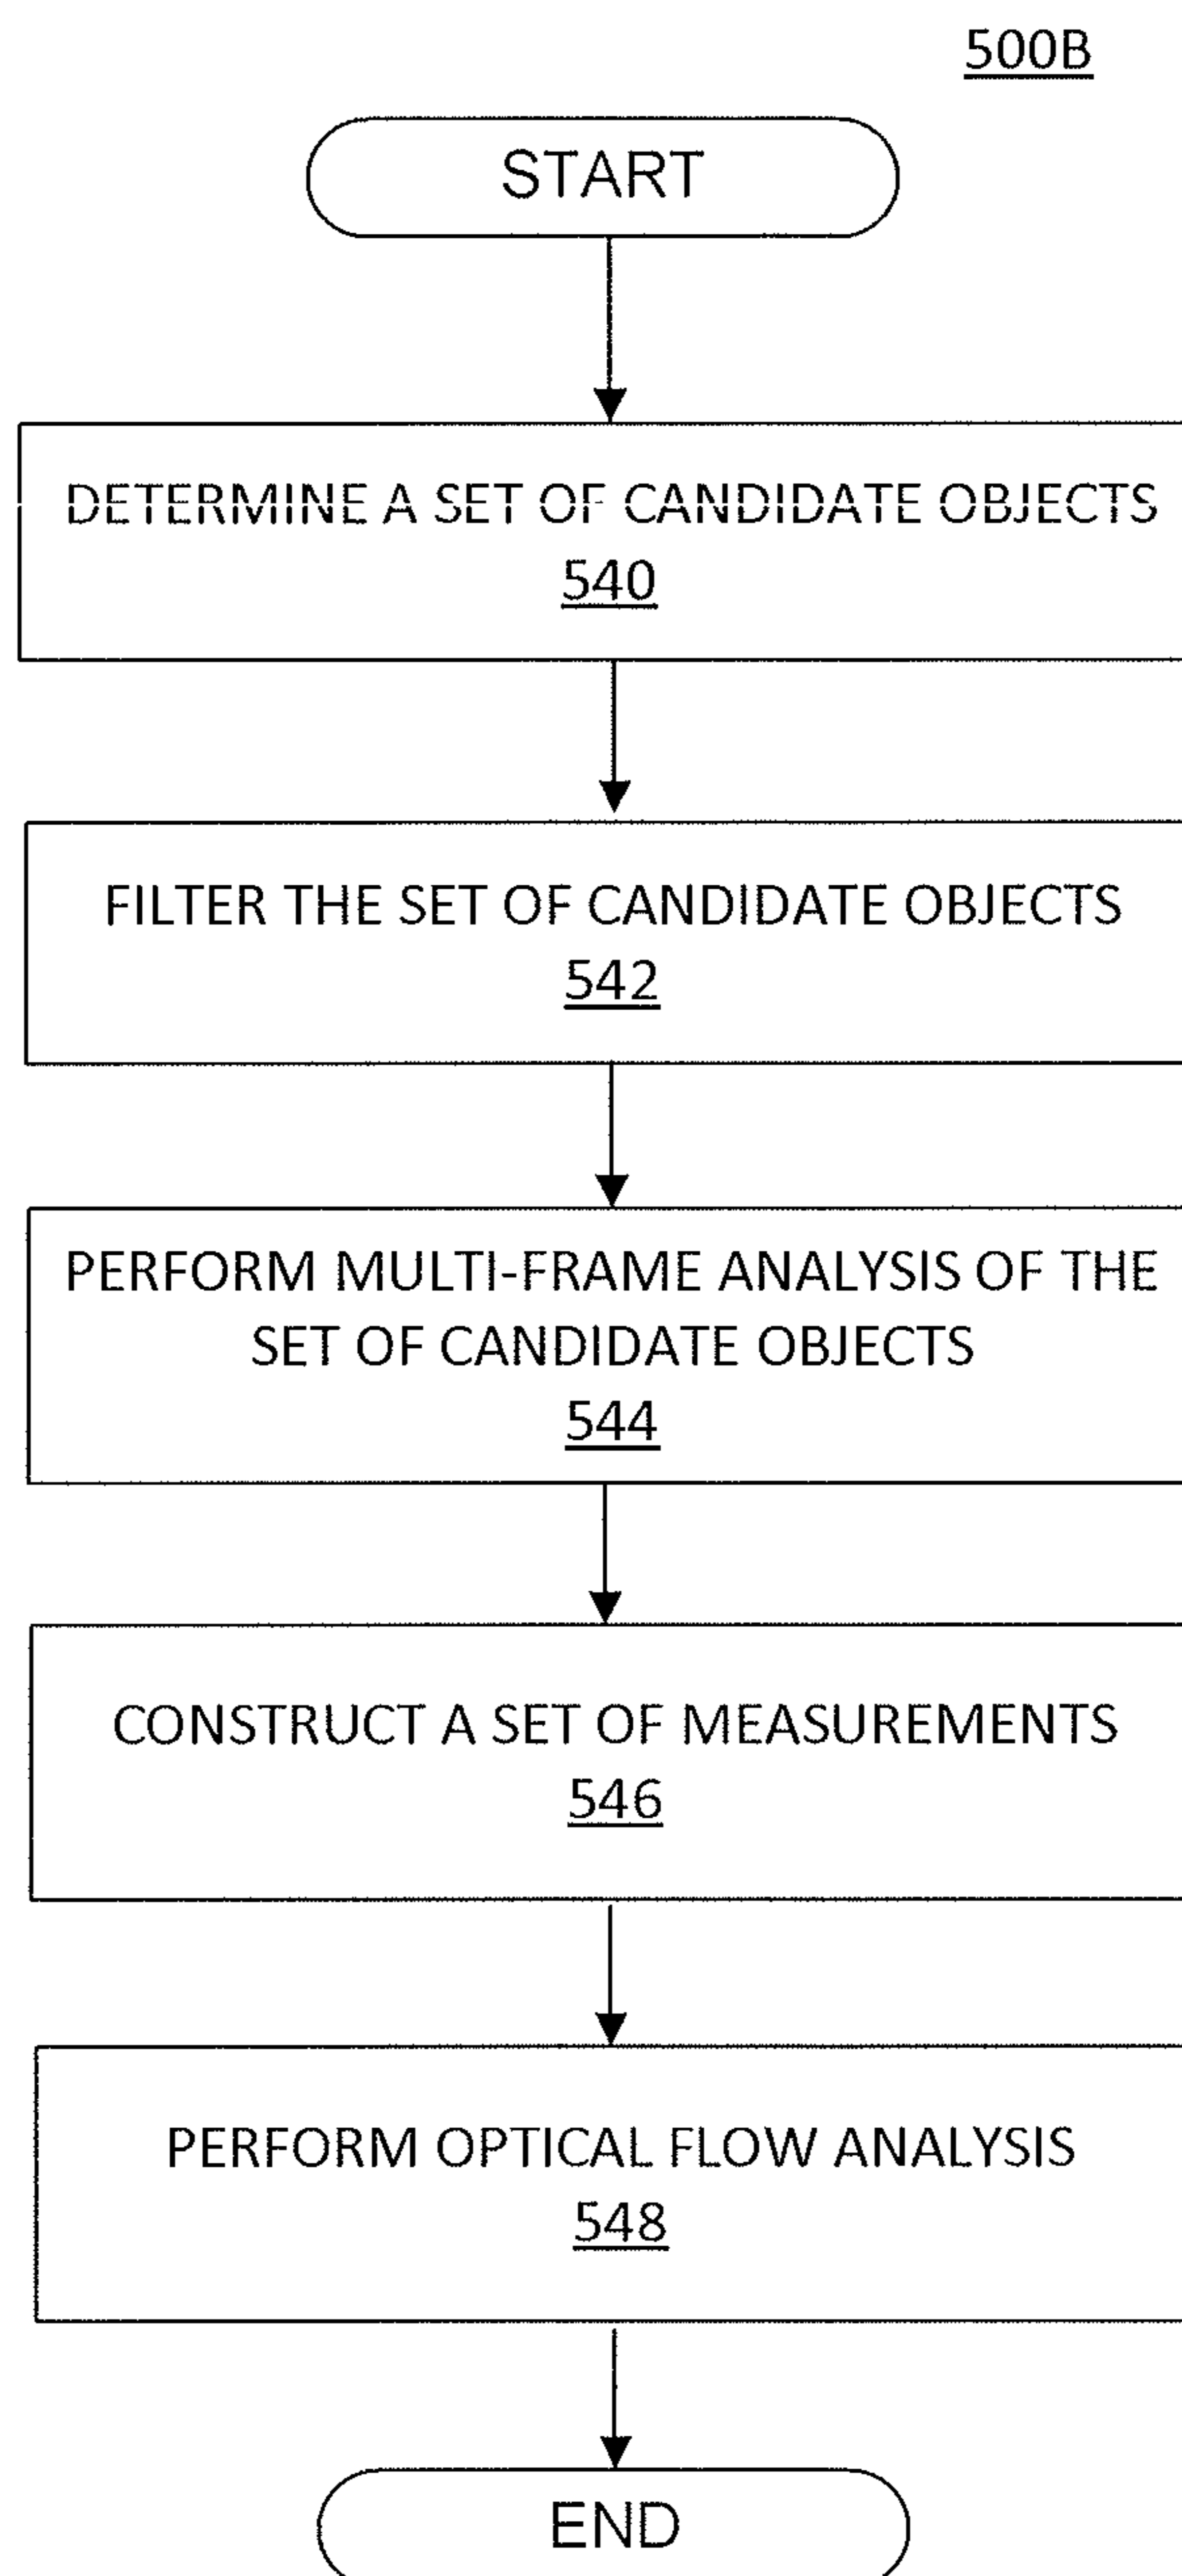 500B
START
DETERMINE A SET OF CANDIDATE OBJECTS
540
FILTER THE SET OF CANDIDATE OBJECTS
542
PERFORM MULTI-FRAME ANALYSIS OF THE
SET OF CANDIDATE OBJECTS
544
CONSTRUCT A SET OF MEASUREMENTS
546
PERFORM OPTICAL FLOW ANALYSIS
548
END